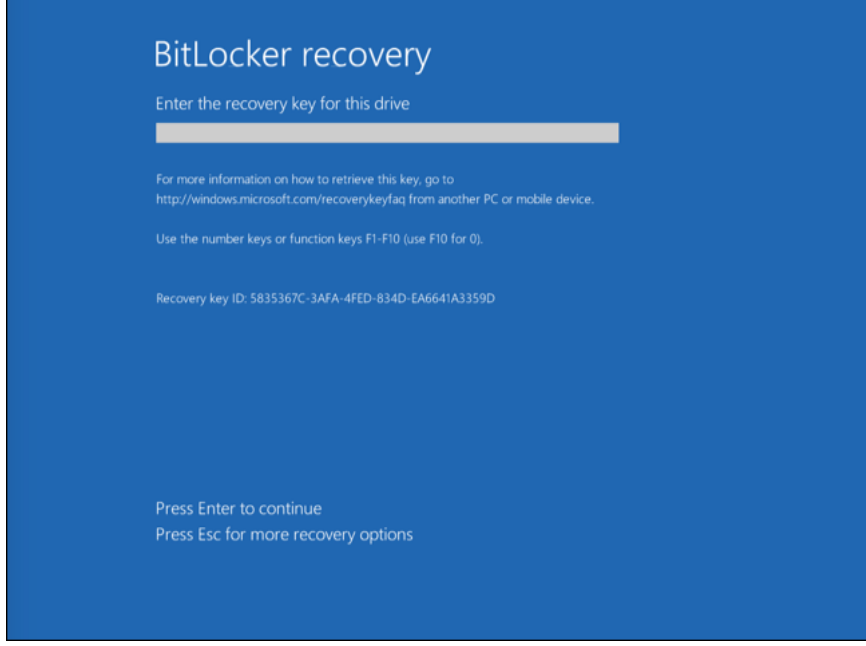 BitLocker recovery
Enter the recovery key for this drive
For more information on how to retrieve this key, go to
http://windows.microsoft.com/recoverykeyfaq from another PC or mobile device.
Use the number keys or function keys F1-F10 (use F10 for 0).
Recovery key ID: 5835367C-3AFA-4FED-834D-EA6641A3359D
Press Enter to continue
Press Esc for more recovery options